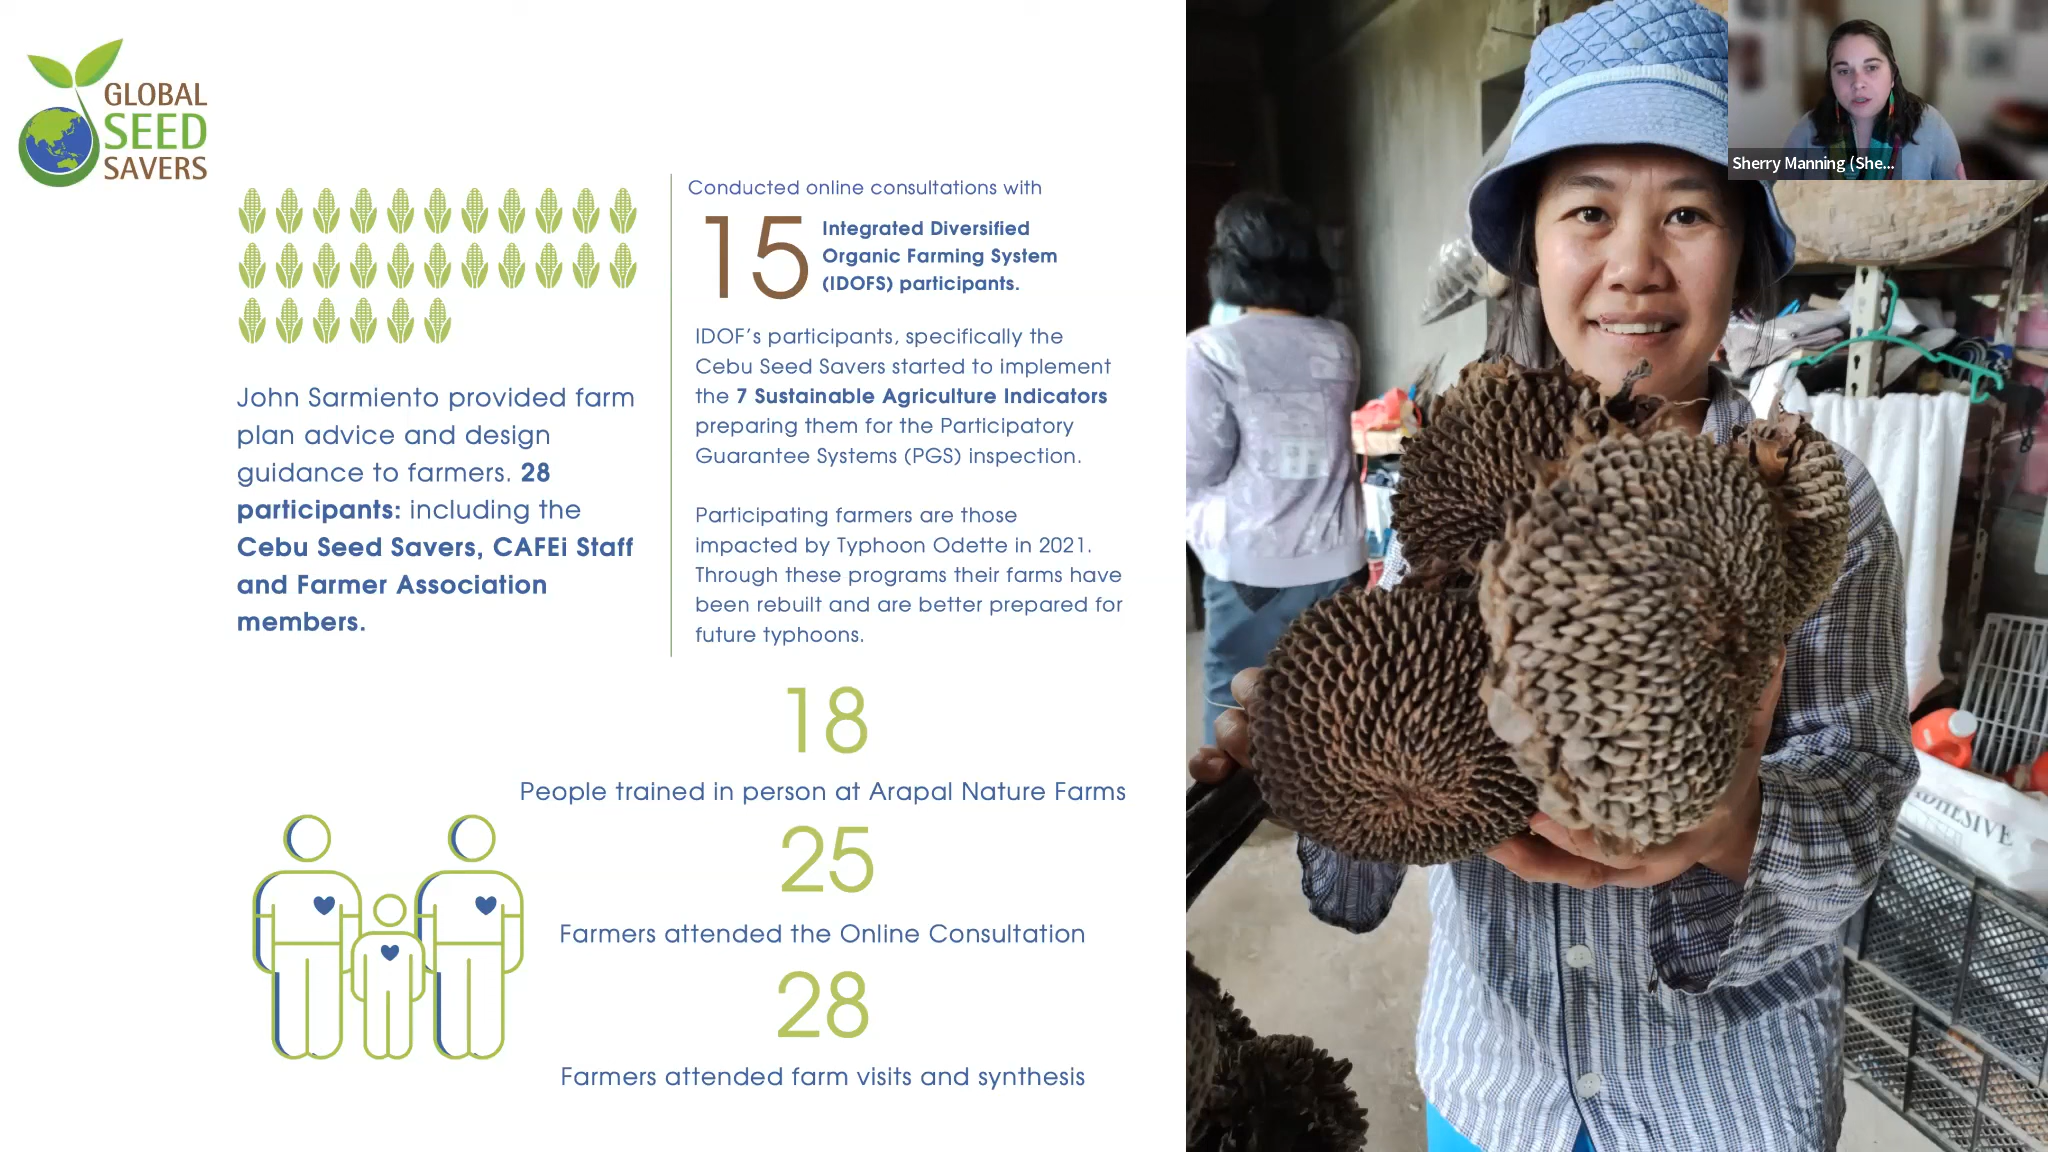 GLOBAL
SEED
SAVERS
John Sarmiento provided farm
plan advice and design
guidance to farmers. 28
participants: including the
Cebu Seed Savers, CAFEi Staff
and Farmer Association
members.
Conducted online consultations with
15
Integrated Diversified
Organic Farming System
(IDOFS) participants.
IDOF's participants, specifically the
Cebu Seed Savers started to implement
the 7 Sustainable Agriculture Indicators
preparing them for the Participatory
Guarantee Systems (PGS) inspection.
Participating farmers are those
impacted by Typhoon Odette in 2021.
Through these programs their farms have
been rebuilt and are better prepared for
future typhoons.
18
People trained in person at Arapal Nature Farms
25
Farmers attended the Online Consultation
28
Farmers attended farm visits and synthesis
Sherry Manning (She...